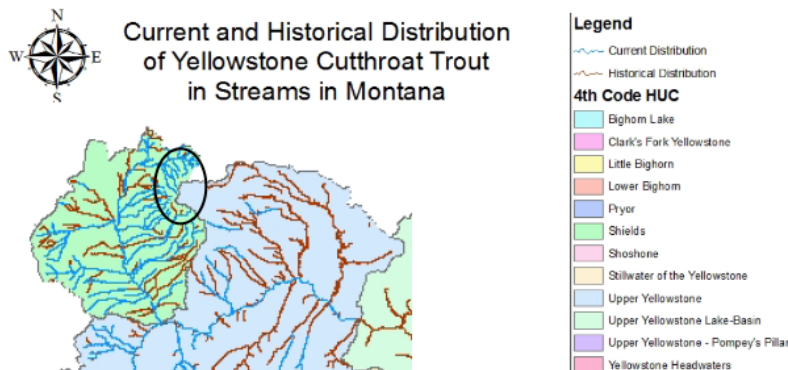 N
W E
S
Current and Historical Distribution
of Yellowstone Cutthroat Trout
in Streams in Montana
Legend
Current Distribution
Historical Distribution
4th Code HUC
Bighorn Lake
Clark's Fork Yellowstone
Little Bighorn
Lower Bighorn
Pryor
Shields
Shoshone
Stillwater of the Yellowstone
Upper Yellowstone
Upper Yellowstone Lake-Basin
Upper Yellowstone - Pompey's Pillar
Yellowstone Headwaters